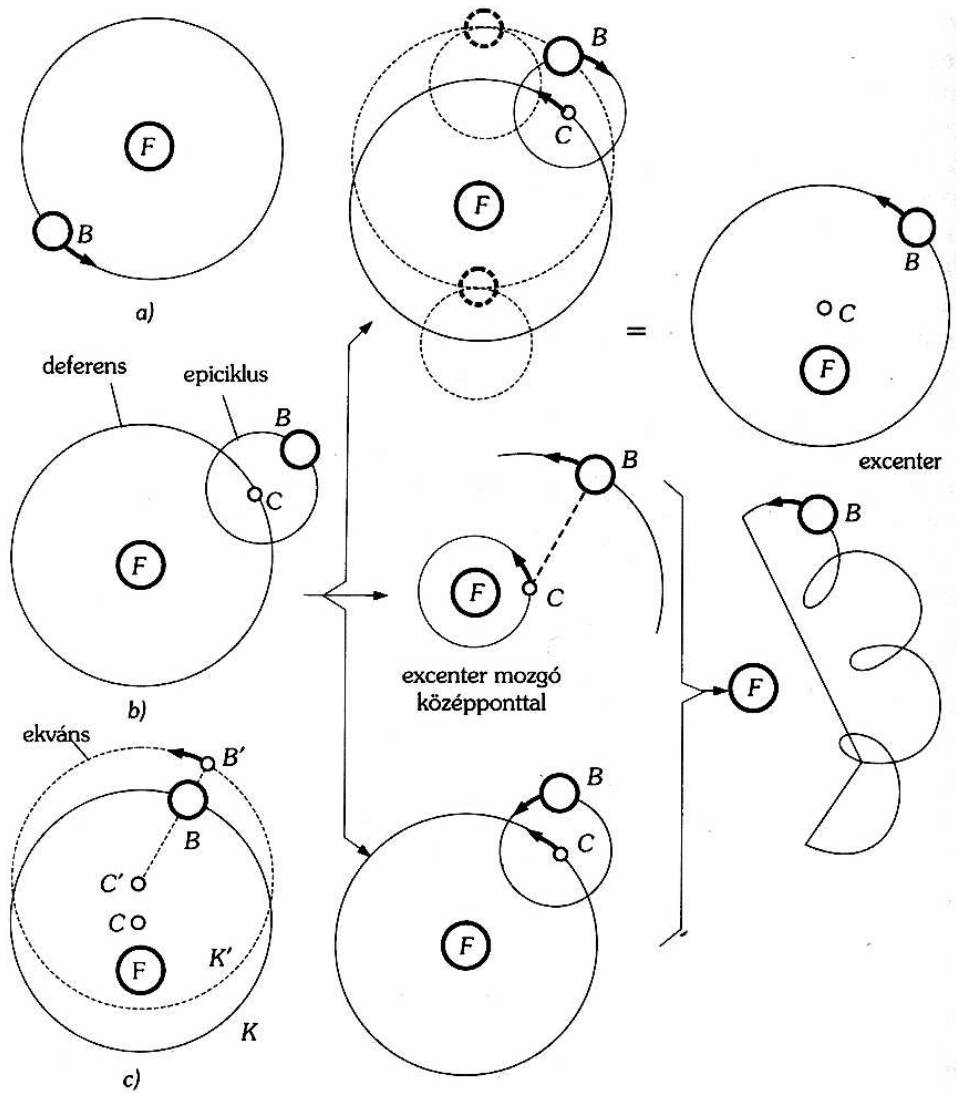 F
B
a)
B
C
F
=
B
C
F
excenter
deferens
epiciklus
B
C
F
b)
B
C
F
excenter mozgó
középponttal
B
F
ekváns
B′
B
C′
C
F
K′
K
c)
B
C
F